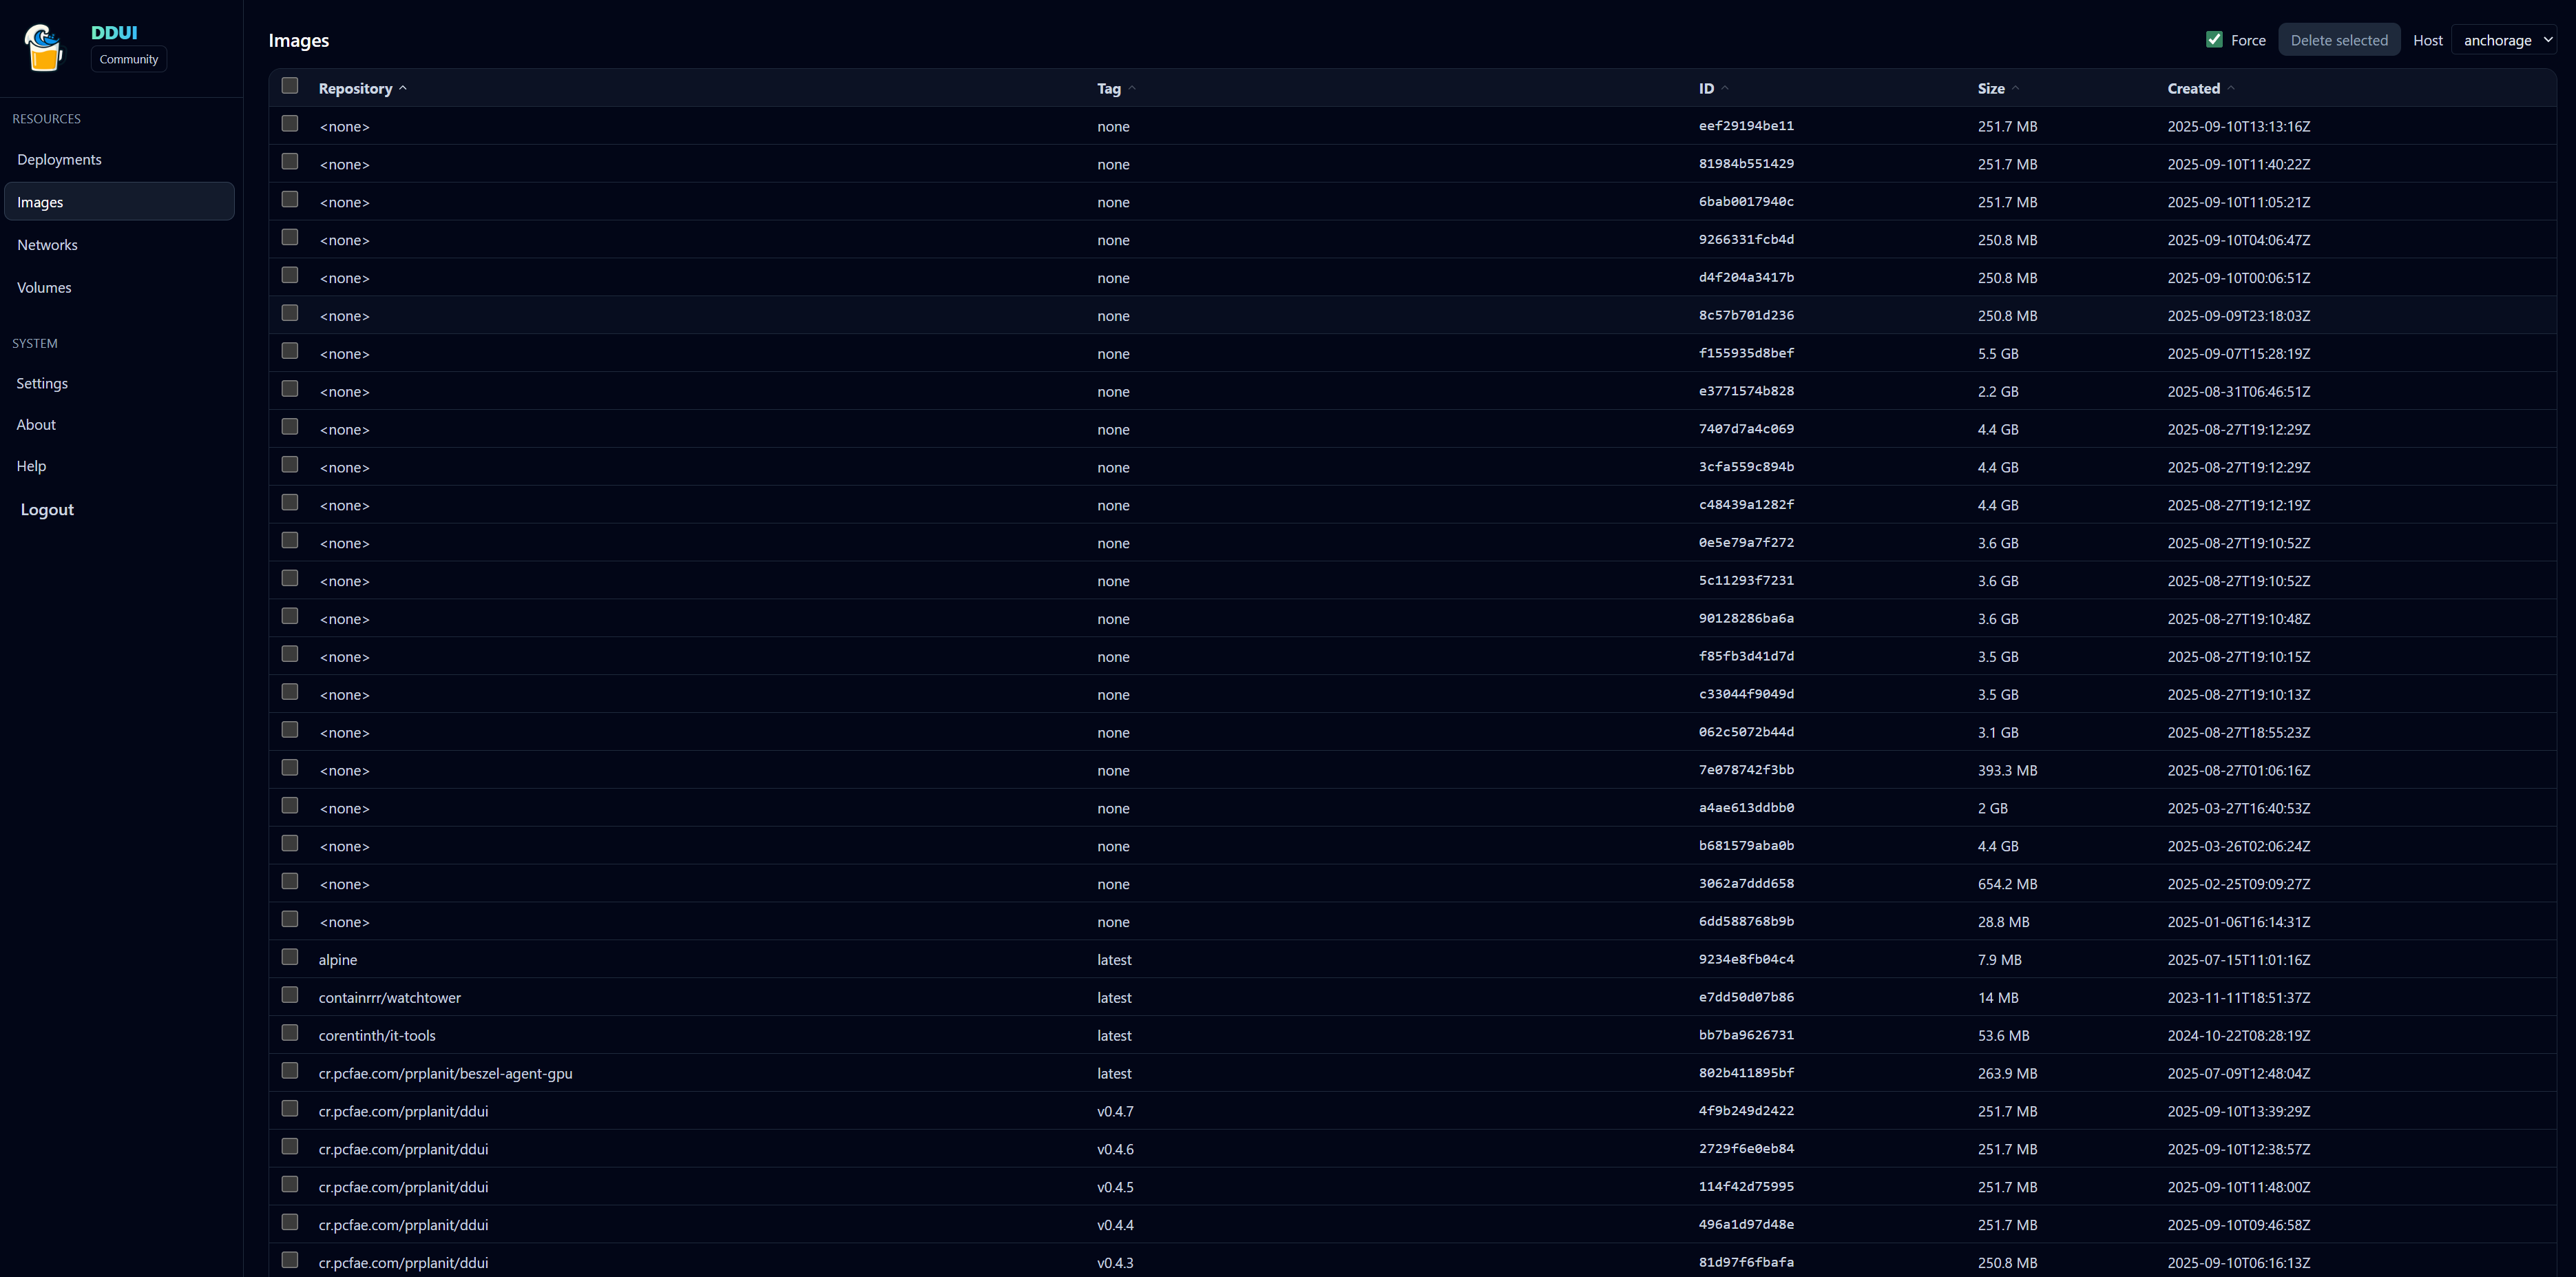 DDUI
Community
RESOURCES
Deployments
Images
Networks
Volumes
SYSTEM
Settings
About
Help
Logout
Images
Force Delete selected Host anchorage
Repository Tag ID Size Created
<none> none eef29194be11 251.7 MB 2025-09-10T13:13:16Z
<none> none 81984b551429 251.7 MB 2025-09-10T11:40:22Z
<none> none 6bab0017940c 251.7 MB 2025-09-10T11:05:21Z
<none> none 9266331fcb4d 250.8 MB 2025-09-10T04:06:47Z
<none> none d4f204a3417b 250.8 MB 2025-09-10T00:06:51Z
<none> none 8c57b701d236 250.8 MB 2025-09-09T23:18:03Z
<none> none f155935d8bef 5.5 GB 2025-09-07T15:28:19Z
<none> none e3771574b828 2.2 GB 2025-08-31T06:46:51Z
<none> none 7407d7a4c069 4.4 GB 2025-08-27T19:12:29Z
<none> none 3cfa559c894b 4.4 GB 2025-08-27T19:12:29Z
<none> none c48439a1282f 4.4 GB 2025-08-27T19:12:19Z
<none> none 0e5e79a7f272 3.6 GB 2025-08-27T19:10:52Z
<none> none 5c11293f7231 3.6 GB 2025-08-27T19:10:52Z
<none> none 90128286ba6a 3.6 GB 2025-08-27T19:10:48Z
<none> none f85fb3d41d7d 3.5 GB 2025-08-27T19:10:15Z
<none> none c33044f9049d 3.5 GB 2025-08-27T19:10:13Z
<none> none 062c5072b44d 3.1 GB 2025-08-27T18:55:23Z
<none> none 7e078742f3bb 393.3 MB 2025-08-27T01:06:16Z
<none> none a4ae613ddbb0 2 GB 2025-03-27T16:40:53Z
<none> none b681579aba0b 4.4 GB 2025-03-26T02:06:24Z
<none> none 3062a7ddd658 654.2 MB 2025-02-25T09:09:27Z
<none> none 6dd588768b9b 28.8 MB 2025-01-06T16:14:31Z
alpine latest 9234e8fb04c4 7.9 MB 2025-07-15T11:01:16Z
containrrr/watchtower latest e7dd50d07b86 14 MB 2023-11-11T18:51:37Z
corentinth/it-tools latest bb7ba9626731 53.6 MB 2024-10-22T08:28:19Z
cr.pcfae.com/prplanit/beszel-agent-gpu latest 802b411895bf 263.9 MB 2025-07-09T12:48:04Z
cr.pcfae.com/prplanit/ddui v0.4.7 4f9b249d2422 251.7 MB 2025-09-10T13:39:29Z
cr.pcfae.com/prplanit/ddui v0.4.6 2729f6e0eb84 251.7 MB 2025-09-10T12:38:57Z
cr.pcfae.com/prplanit/ddui v0.4.5 114f42d75995 251.7 MB 2025-09-10T11:48:00Z
cr.pcfae.com/prplanit/ddui v0.4.4 496a1d97d48e 251.7 MB 2025-09-10T09:46:58Z
cr.pcfae.com/prplanit/ddui v0.4.3 81d97f6fbafa 250.8 MB 2025-09-10T06:16:13Z